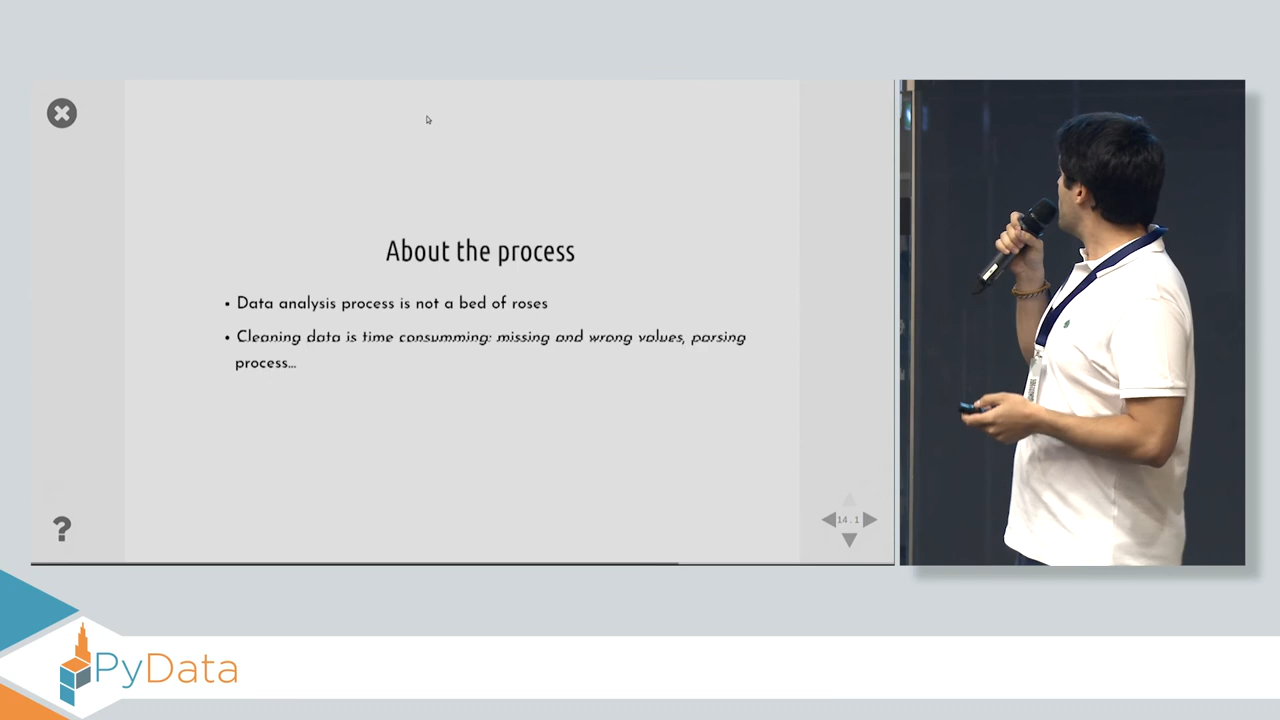 About the process
• Data analysis process is not a bed of roses
• Cleaning data is time consumming: missing and wrong values, parsing
process...
?
14.1
PyData